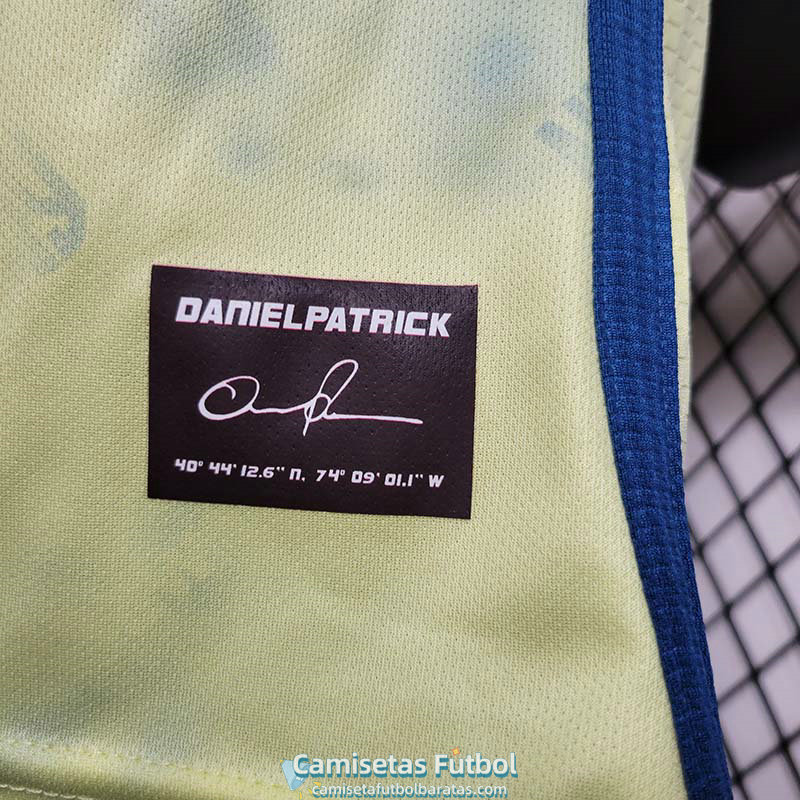 DANIELPATRICK
40° 44' 12.6" N, 74° 09' 01.1" W
Camisetas Futbol
camisetafutbolbaratas.com